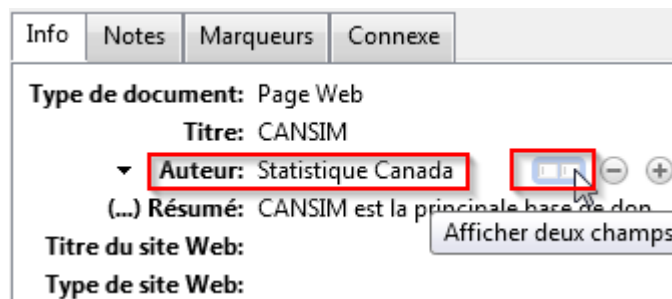 Info Notes Marqueurs Connexe
Type de document: Page Web
Titre: CANSIM
Auteur: Statistique Canada
(...) Résumé: CANSIM est la principale base de don
Afficher deux champs
Titre du site Web:
Type de site Web: